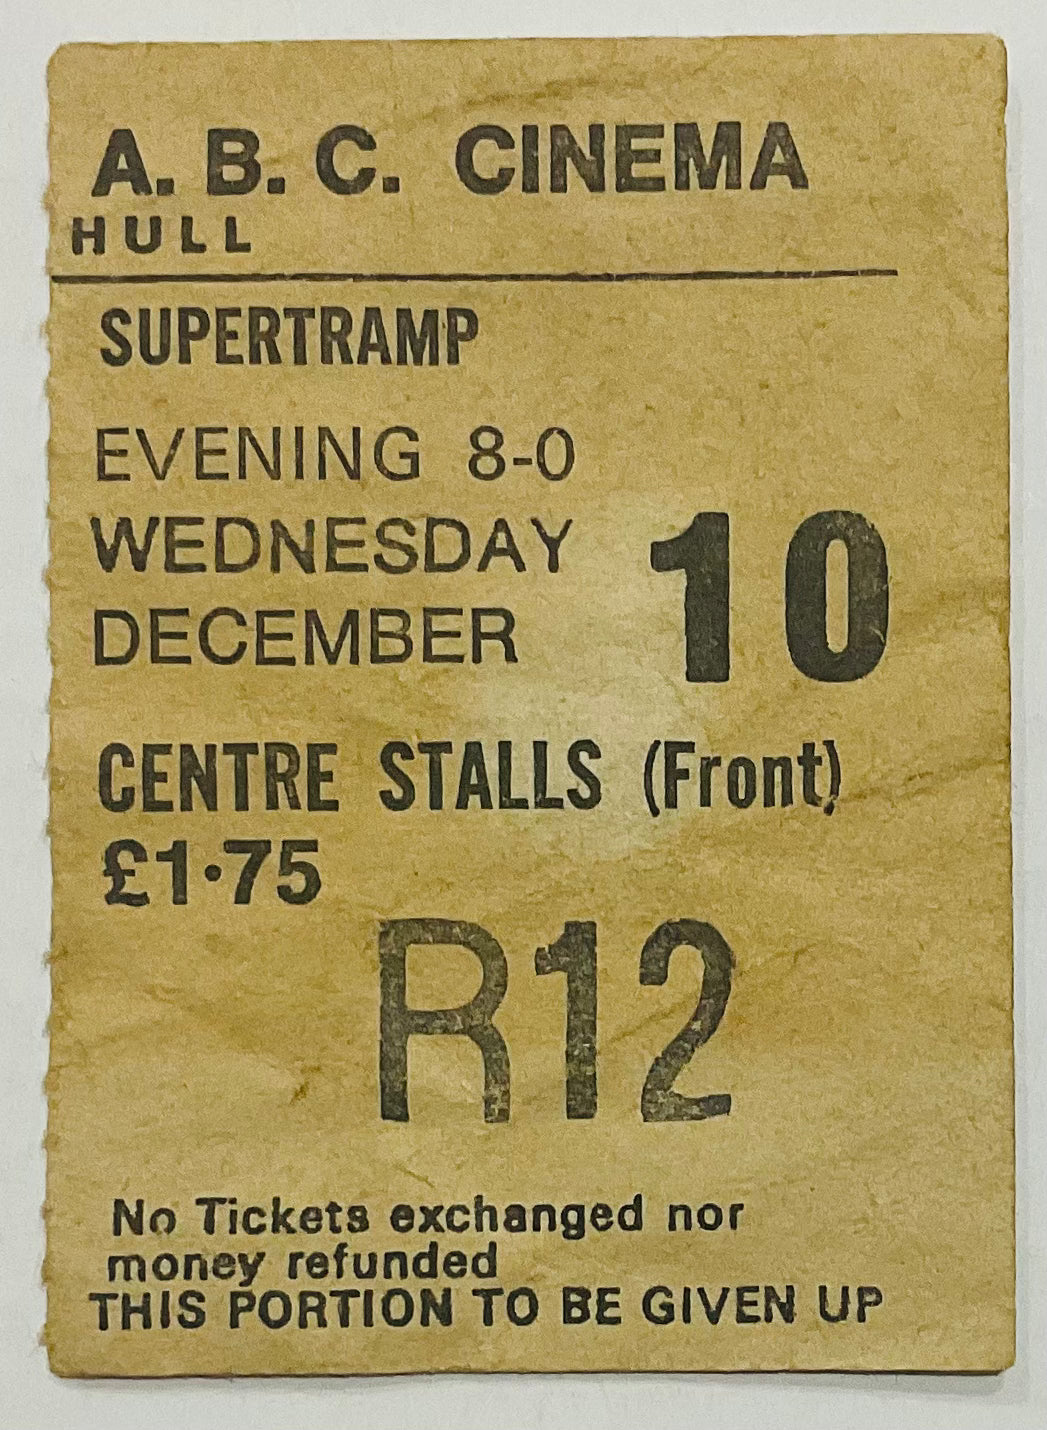 A. B. C. CINEMA
HULL
SUPERTRAMP
EVENING 8-0
WEDNESDAY
DECEMBER 10
CENTRE STALLS (Front)
£1·75
R12
No Tickets exchanged nor
money refunded
THIS PORTION TO BE GIVEN UP